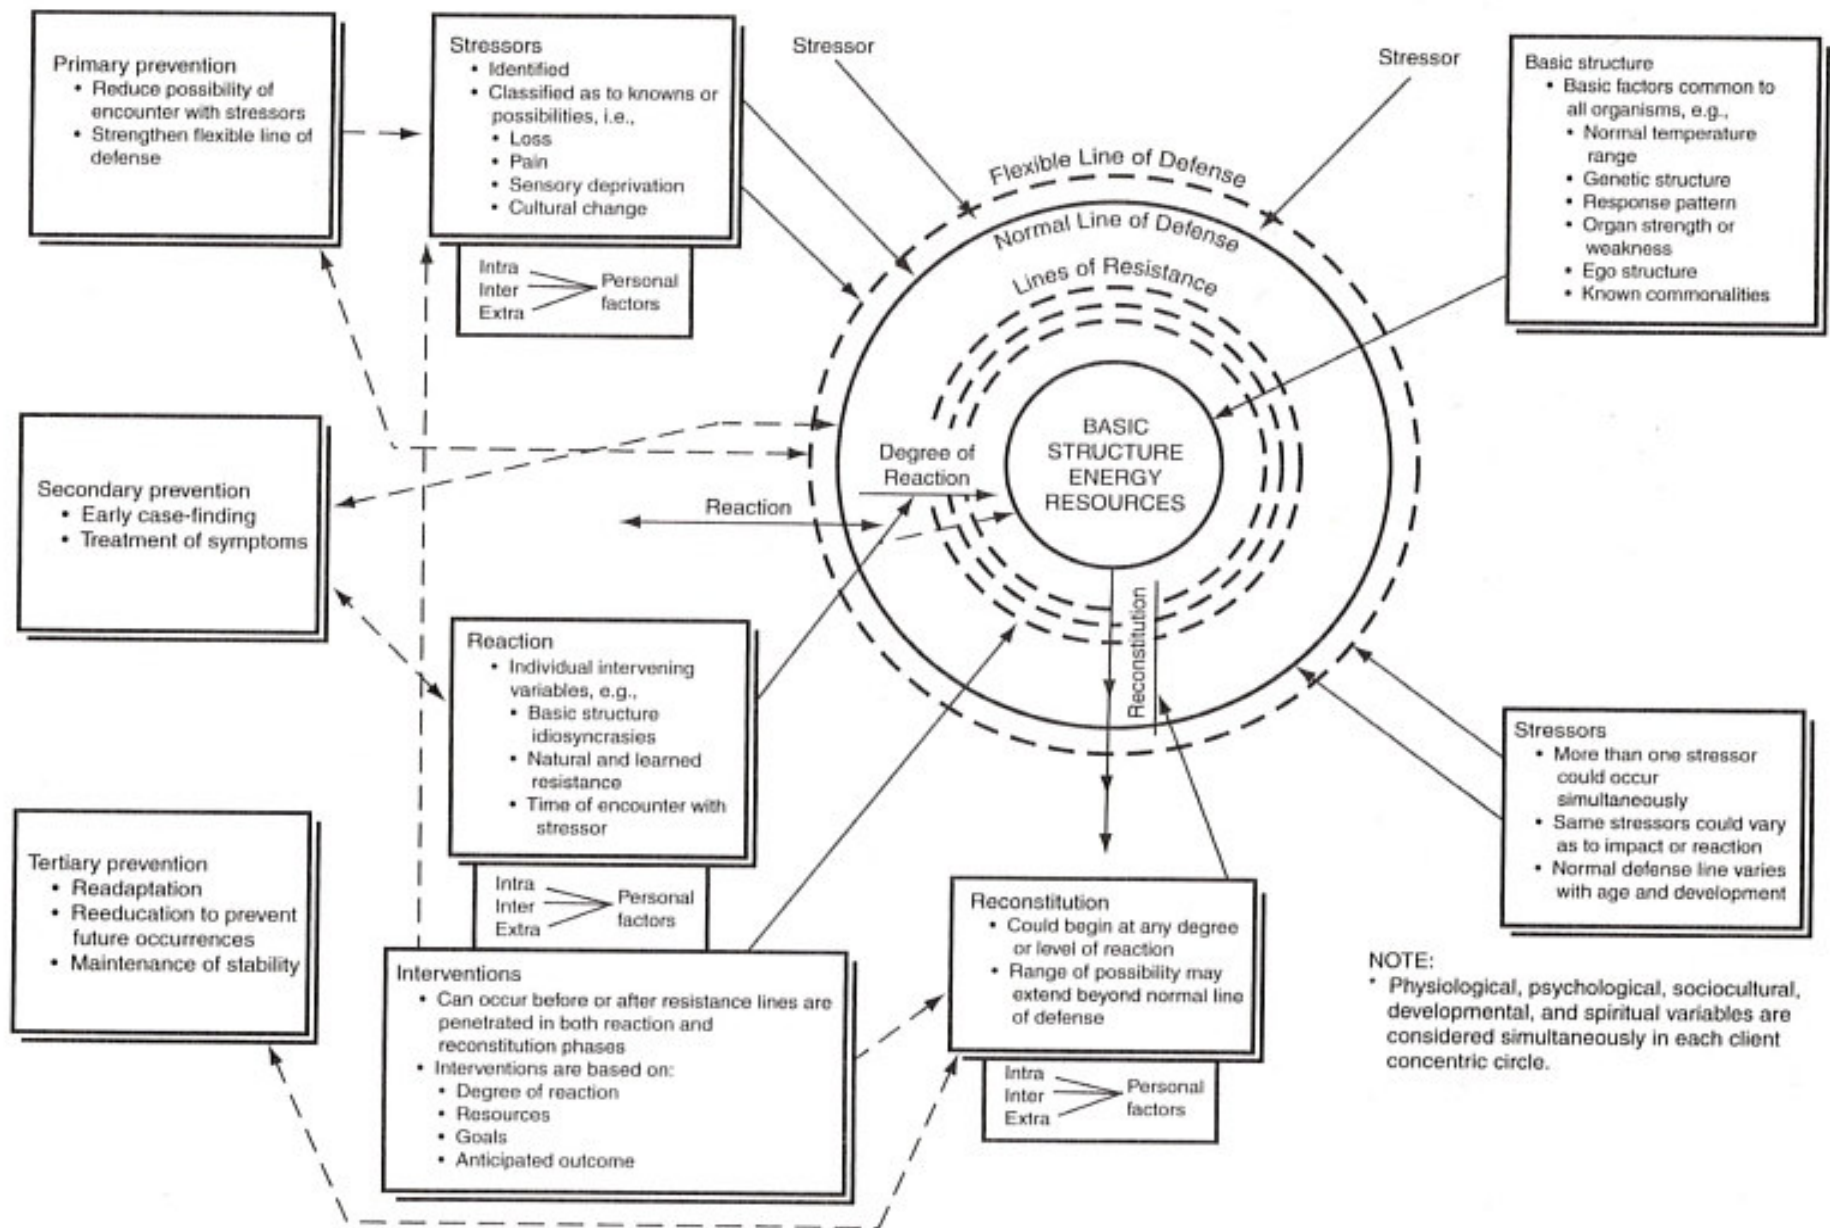 Primary prevention
• Reduce possibility of
encounter with stressors
• Strengthen flexible line of
defense
Stressors
• Identified
• Classified as to knowns or
possibilities, i.e.,
• Loss
• Pain
• Sensory deprivation
• Cultural change
Intra
Inter
Extra
Personal
factors
Stressor
Stressor
Basic structure
• Basic factors common to
all organisms, e.g.,
• Normal temperature
range
• Genetic structure
• Response pattern
• Organ strength or
weakness
• Ego structure
• Known commonalities
Flexible Line of Defense
Normal Line of Defense
Lines of Resistance
BASIC
STRUCTURE
ENERGY
RESOURCES
Degree of
Reaction
Reaction
Reconstitution
Secondary prevention
• Early case-finding
• Treatment of symptoms
Reaction
• Individual intervening
variables, e.g.,
• Basic structure
idiosyncrasies
• Natural and learned
resistance
• Time of encounter with
stressor
Intra
Inter
Extra
Personal
factors
Stressors
• More than one stressor
could occur
simultaneously
• Same stressors could vary
as to impact or reaction
• Normal defense line varies
with age and development
Tertiary prevention
• Readaptation
• Reeducation to prevent
future occurrences
• Maintenance of stability
Interventions
• Can occur before or after resistance lines are
penetrated in both reaction and
reconstitution phases
• Interventions are based on:
• Degree of reaction
• Resources
• Goals
• Anticipated outcome
Reconstitution
• Could begin at any degree
or level of reaction
• Range of possibility may
extend beyond normal line
of defense
Intra
Inter
Extra
Personal
factors
NOTE:
* Physiological, psychological, sociocultural,
developmental, and spiritual variables are
considered simultaneously in each client
concentric circle.